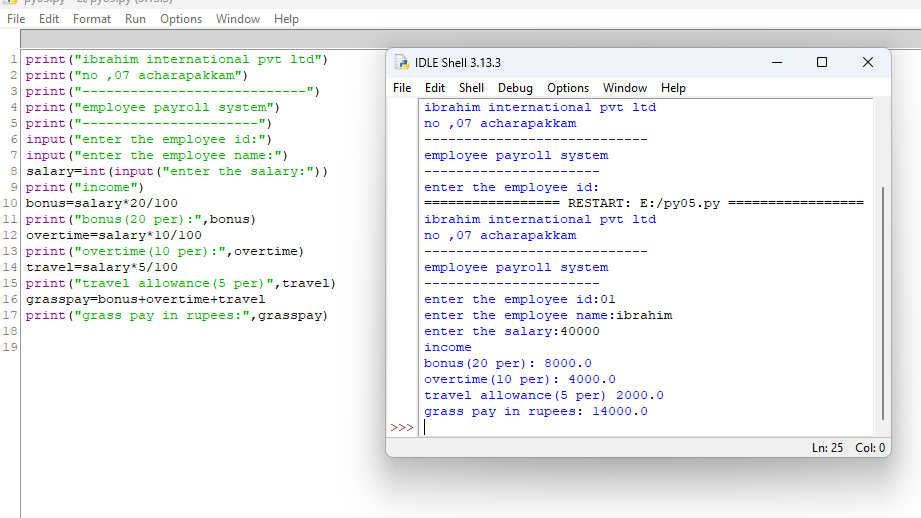 py05.py - E:/py05.py (3.13.3)
File Edit Format Run Options Window Help
1 print("ibrahim international pvt ltd")
2 print("no ,07 acharapakkam")
3 print("----------------------------")
4 print("employee payroll system")
5 print("----------------------")
6 input("enter the employee id:")
7 input("enter the employee name:")
8 salary=int(input("enter the salary:"))
9 print("income")
10 bonus=salary*20/100
11 print("bonus(20 per):",bonus)
12 overtime=salary*10/100
13 print("overtime(10 per):",overtime)
14 travel=salary*5/100
15 print("travel allowance(5 per)",travel)
16 grasspay=bonus+overtime+travel
17 print("grass pay in rupees:",grasspay)
18
19
IDLE Shell 3.13.3
File Edit Shell Debug Options Window Help
ibrahim international pvt ltd
no ,07 acharapakkam
----------------------------
employee payroll system
----------------------
enter the employee id:
================= RESTART: E:/py05.py =================
ibrahim international pvt ltd
no ,07 acharapakkam
----------------------------
employee payroll system
----------------------
enter the employee id:01
enter the employee name:ibrahim
enter the salary:40000
income
bonus(20 per): 8000.0
overtime(10 per): 4000.0
travel allowance(5 per) 2000.0
grass pay in rupees: 14000.0
>>>
Ln: 25 Col: 0